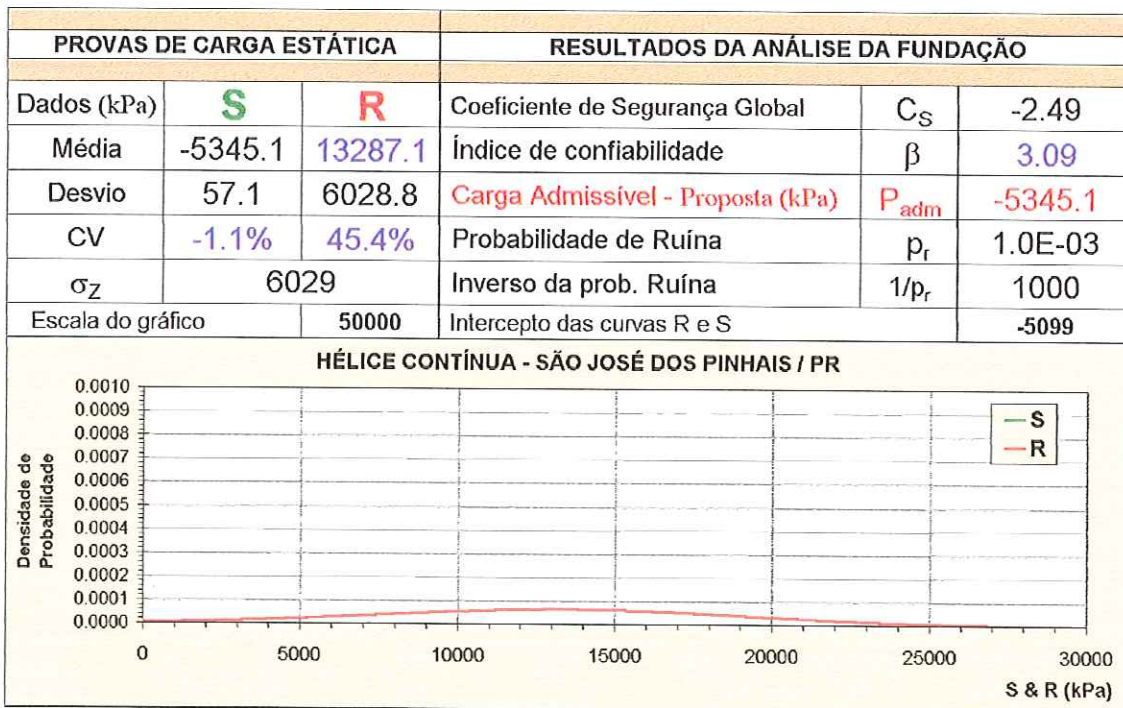 PROVAS DE CARGA ESTÁTICA RESULTADOS DA ANÁLISE DA FUNDAÇÃO
Dados (kPa) S R Coeficiente de Segurança Global C_S -2.49
Média -5345.1 13287.1 Índice de confiabilidade β 3.09
Desvio 57.1 6028.8 Carga Admissível - Proposta (kPa) P_adm -5345.1
CV -1.1% 45.4% Probabilidade de Ruína p_r 1.0E-03
σ_Z 6029 Inverso da prob. Ruína 1/p_r 1000
Escala do gráfico 50000 Intercepto das curvas R e S -5099
HÉLICE CONTÍNUA - SÃO JOSÉ DOS PINHAIS / PR
Densidade de
Probabilidade
0.0010
0.0009
0.0008
0.0007
0.0006
0.0005
0.0004
0.0003
0.0002
0.0001
0.0000
S
R
0 5000 10000 15000 20000 25000 30000
S & R (kPa)